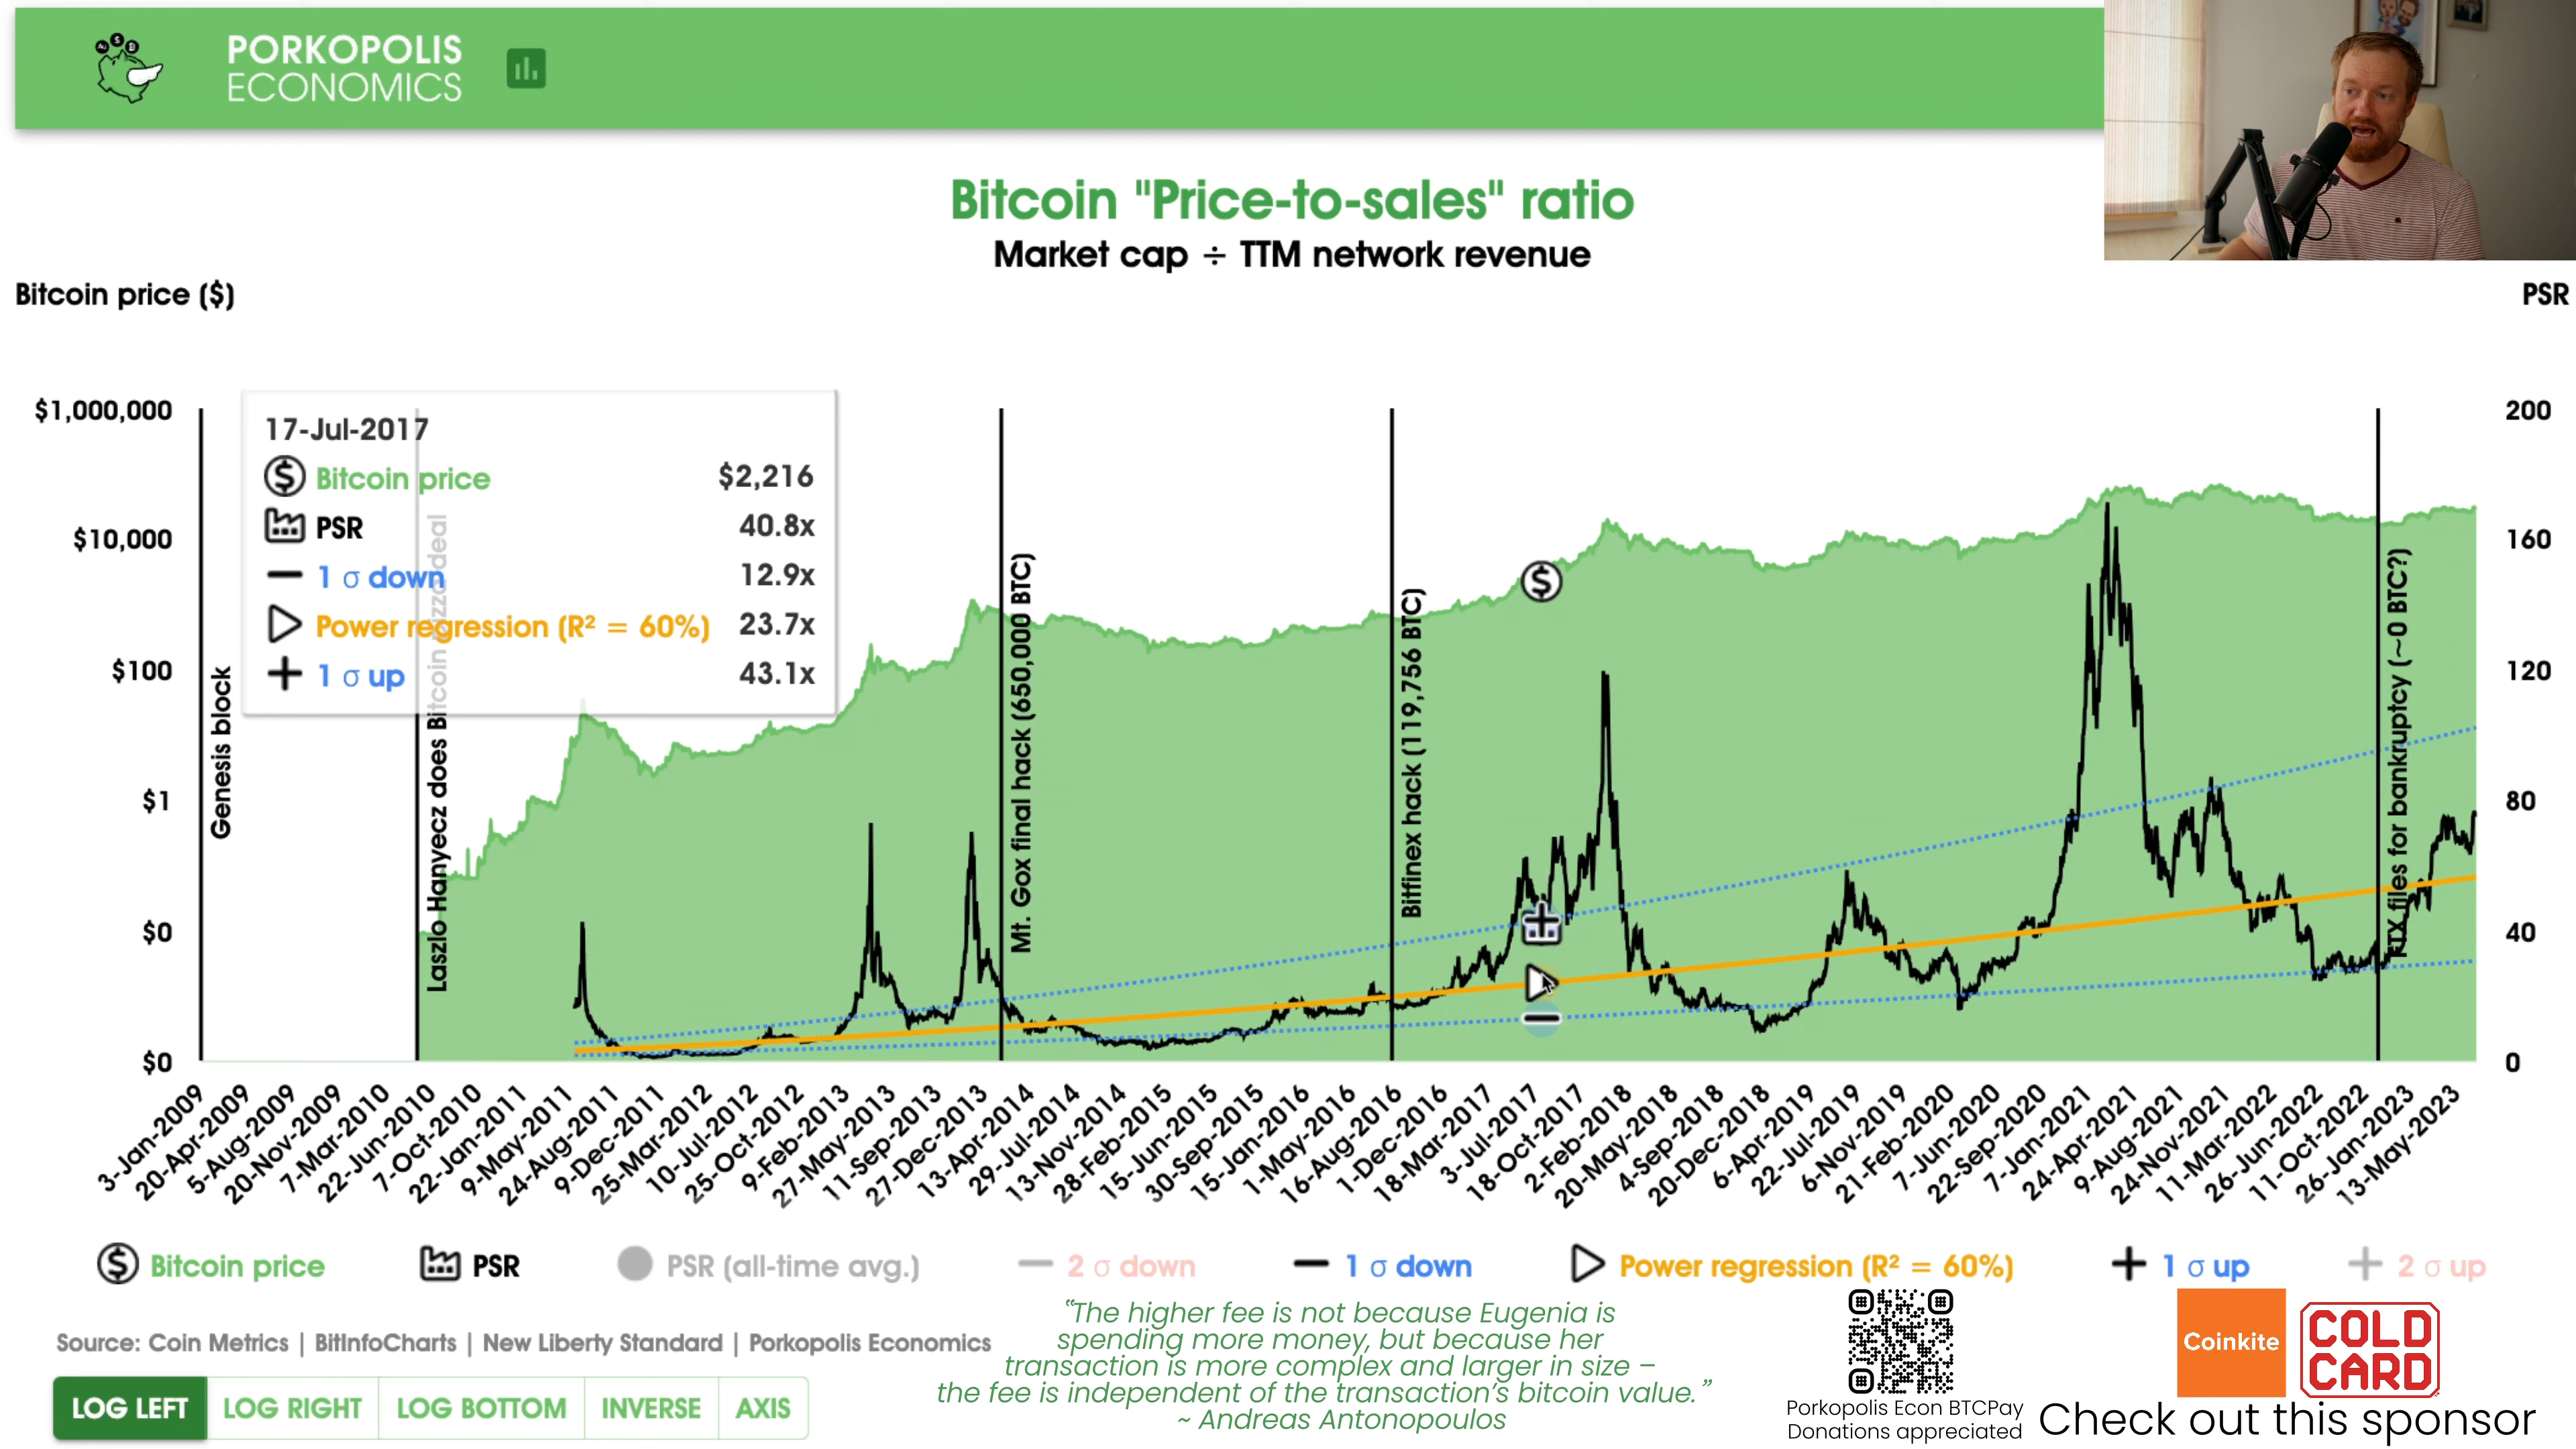 PORKOPOLIS
ECONOMICS
Bitcoin "Price-to-sales" ratio
Market cap ÷ TTM network revenue
Bitcoin price ($)
PSR
$1,000,000
$10,000
$100
$1
$0
$0
200
160
120
80
40
0
17-Jul-2017
Bitcoin price $2,216
PSR 40.8x
1 σ down 12.9x
Power regression (R² = 60%) 23.7x
1 σ up 43.1x
Genesis block
Laszlo Hanyecz does Bitcoin pizza deal
Mt. Gox final hack (650,000 BTC)
Bitfinex hack (119,756 BTC)
FTX files for bankruptcy (~0 BTC?)
3-Jan-2009
20-Apr-2009
5-Aug-2009
20-Nov-2009
7-Mar-2010
22-Jun-2010
7-Oct-2010
22-Jan-2011
9-May-2011
24-Aug-2011
9-Dec-2011
25-Mar-2012
10-Jul-2012
25-Oct-2012
9-Feb-2013
27-May-2013
11-Sep-2013
27-Dec-2013
13-Apr-2014
29-Jul-2014
13-Nov-2014
28-Feb-2015
15-Jun-2015
30-Sep-2015
15-Jan-2016
1-May-2016
16-Aug-2016
1-Dec-2016
18-Mar-2017
3-Jul-2017
18-Oct-2017
2-Feb-2018
20-May-2018
4-Sep-2018
20-Dec-2018
6-Apr-2019
22-Jul-2019
6-Nov-2019
21-Feb-2020
7-Jun-2020
22-Sep-2020
7-Jan-2021
24-Apr-2021
9-Aug-2021
24-Nov-2021
11-Mar-2022
26-Jun-2022
11-Oct-2022
26-Jan-2023
13-May-2023
Bitcoin price PSR PSR (all-time avg.) 2 σ down 1 σ down Power regression (R² = 60%) 1 σ up 2 σ up
Source: Coin Metrics | BitInfoCharts | New Liberty Standard | Porkopolis Economics
LOG LEFT LOG RIGHT LOG BOTTOM INVERSE AXIS
"The higher fee is not because Eugenia is
spending more money, but because her
transaction is more complex and larger in size –
the fee is independent of the transaction's bitcoin value."
~ Andreas Antonopoulos
Porkopolis Econ BTCPay
Donations appreciated
Coinkite
COLD
CARD
Check out this sponsor